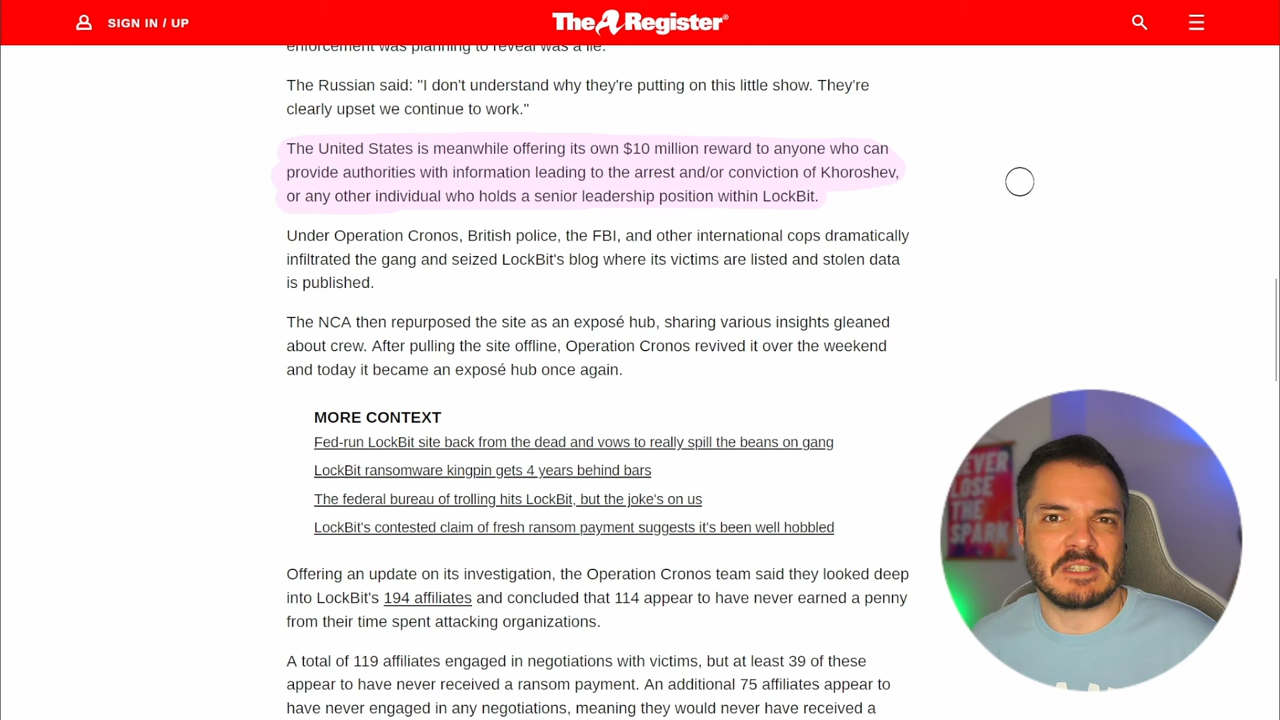 SIGN IN / UP
The Register®
enforcement was planning to reveal was a lie.
The Russian said: "I don't understand why they're putting on this little show. They're
clearly upset we continue to work."
The United States is meanwhile offering its own $10 million reward to anyone who can
provide authorities with information leading to the arrest and/or conviction of Khoroshev,
or any other individual who holds a senior leadership position within LockBit.
Under Operation Cronos, British police, the FBI, and other international cops dramatically
infiltrated the gang and seized LockBit's blog where its victims are listed and stolen data
is published.
The NCA then repurposed the site as an exposé hub, sharing various insights gleaned
about crew. After pulling the site offline, Operation Cronos revived it over the weekend
and today it became an exposé hub once again.
MORE CONTEXT
Fed-run LockBit site back from the dead and vows to really spill the beans on gang
LockBit ransomware kingpin gets 4 years behind bars
The federal bureau of trolling hits LockBit, but the joke's on us
LockBit's contested claim of fresh ransom payment suggests it's been well hobbled
Offering an update on its investigation, the Operation Cronos team said they looked deep
into LockBit's 194 affiliates and concluded that 114 appear to have never earned a penny
from their time spent attacking organizations.
A total of 119 affiliates engaged in negotiations with victims, but at least 39 of these
appear to have never received a ransom payment. An additional 75 affiliates appear to
have never engaged in any negotiations, meaning they would never have received a
NEVER
LOSE
THE
SPARK